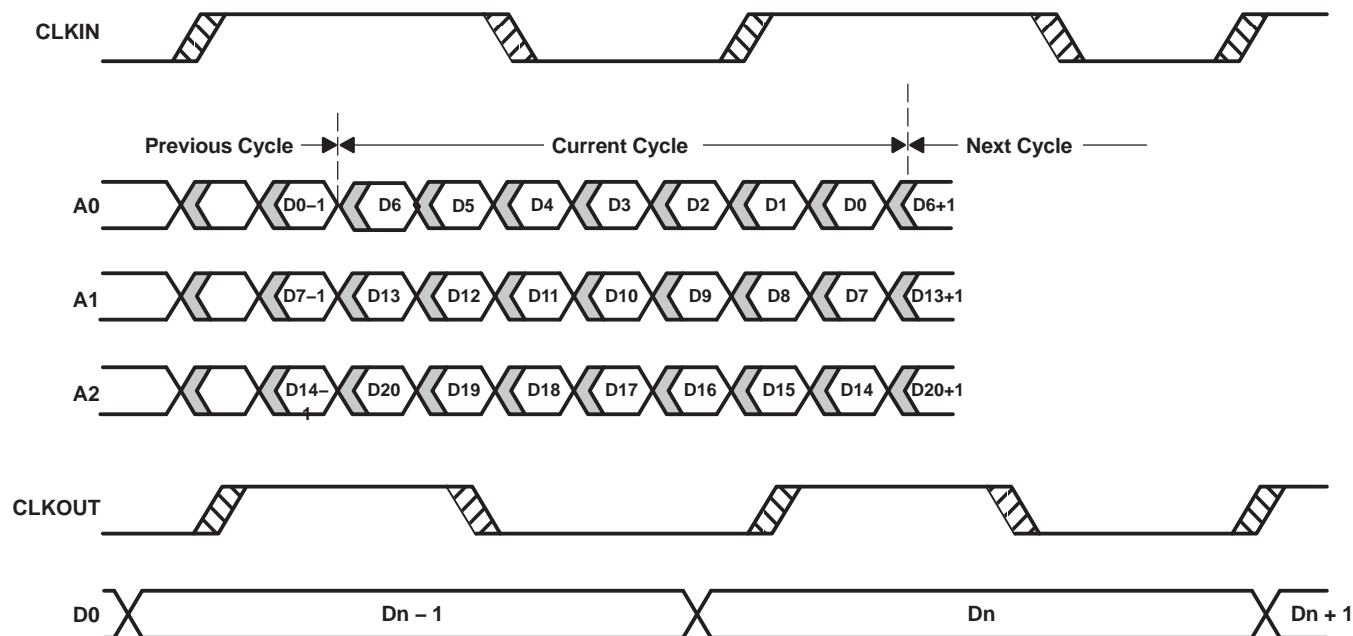 CLKIN
Previous Cycle Current Cycle Next Cycle
A0 D0–1 D6 D5 D4 D3 D2 D1 D0 D6+1
A1 D7–1 D13 D12 D11 D10 D9 D8 D7 D13+1
A2 D14–1 D20 D19 D18 D17 D16 D15 D14 D20+1
CLKOUT
D0 Dn – 1 Dn Dn + 1